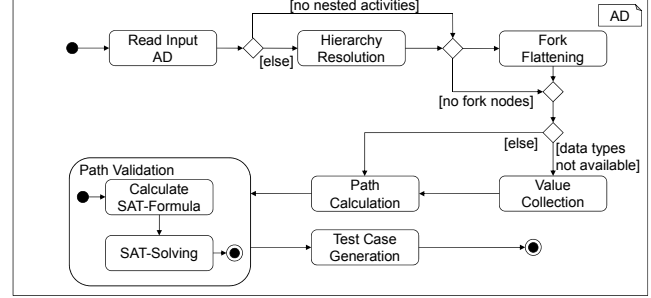 [no nested activities]
AD
Read Input
AD
[else]
Hierarchy
Resolution
Fork
Flattening
[no fork nodes]
[else]
[data types
not available]
Path Validation
Calculate
SAT-Formula
Path
Calculation
Value
Collection
SAT-Solving
Test Case
Generation